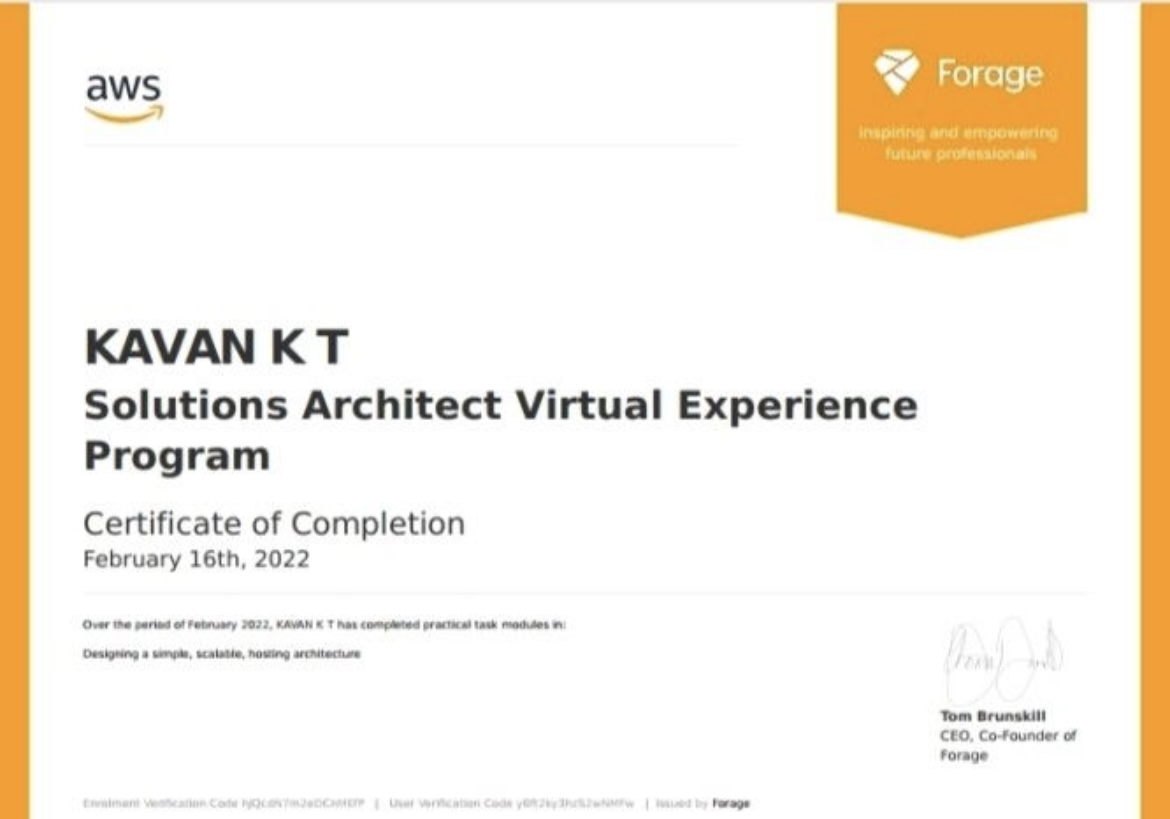 aws
Forage
Inspiring and empowering
future professionals
KAVAN K T
Solutions Architect Virtual Experience
Program
Certificate of Completion
February 16th, 2022
Over the period of February 2022, KAVAN K T has completed practical task modules in:
Designing a simple, scalable, hosting architecture
Tom Brunskill
CEO, Co-Founder of
Forage
Enrolment Verification Code | User Verification Code | Issued by Forage